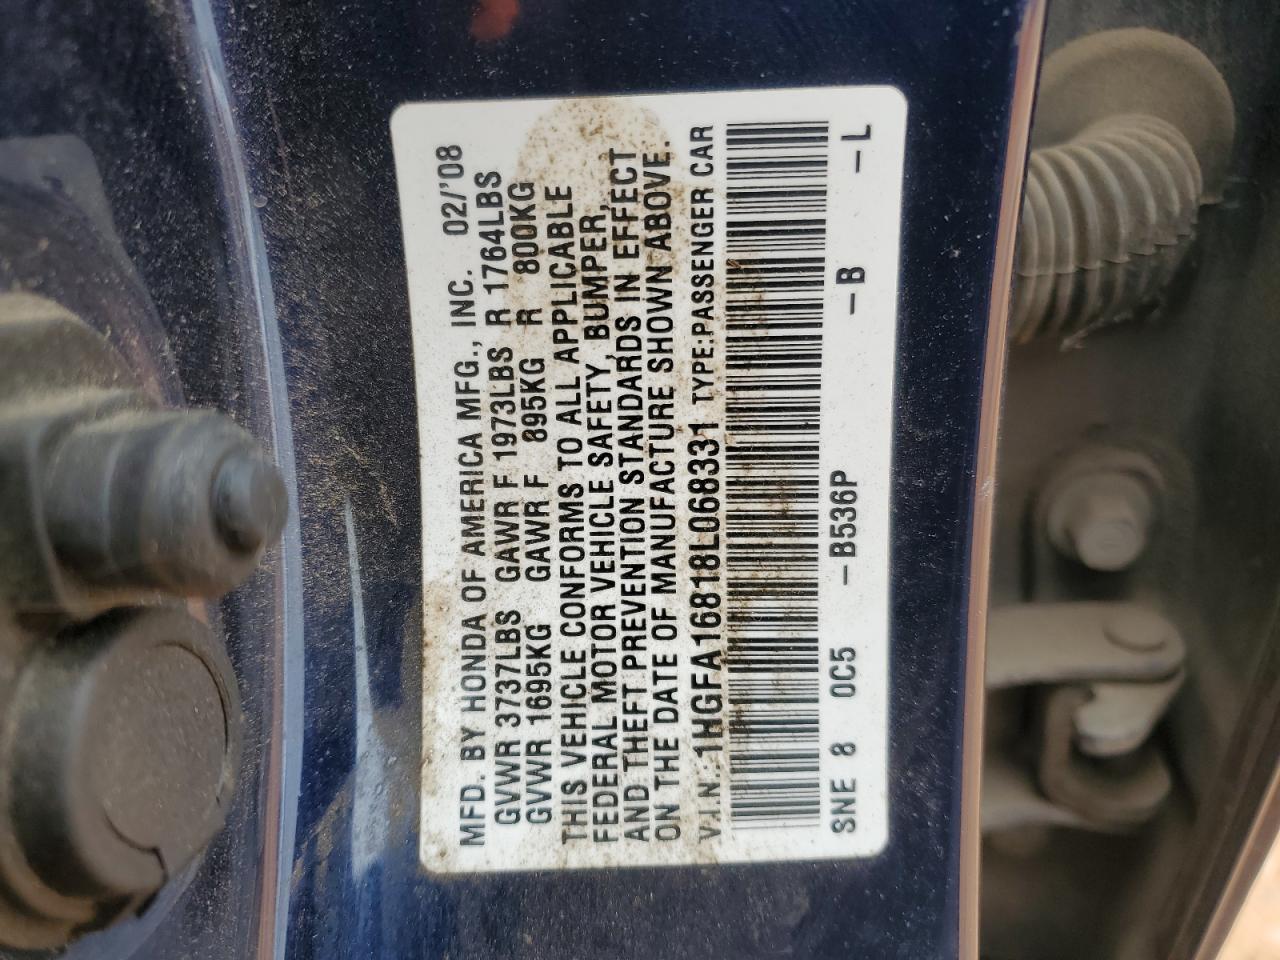 MFD. BY HONDA OF AMERICA MFG., INC. 02/'08
GVWR 3737LBS GAWR F 1973LBS R 1764LBS
GVWR 1695KG GAWR F 895KG R 800KG
THIS VEHICLE CONFORMS TO ALL APPLICABLE
FEDERAL MOTOR VEHICLE SAFETY, BUMPER,
AND THEFT PREVENTION STANDARDS IN EFFECT
ON THE DATE OF MANUFACTURE SHOWN ABOVE.
V.I.N.:1HGFA16818L068331 TYPE:PASSENGER CAR
SNE 8 0C5 -B536P -B -L